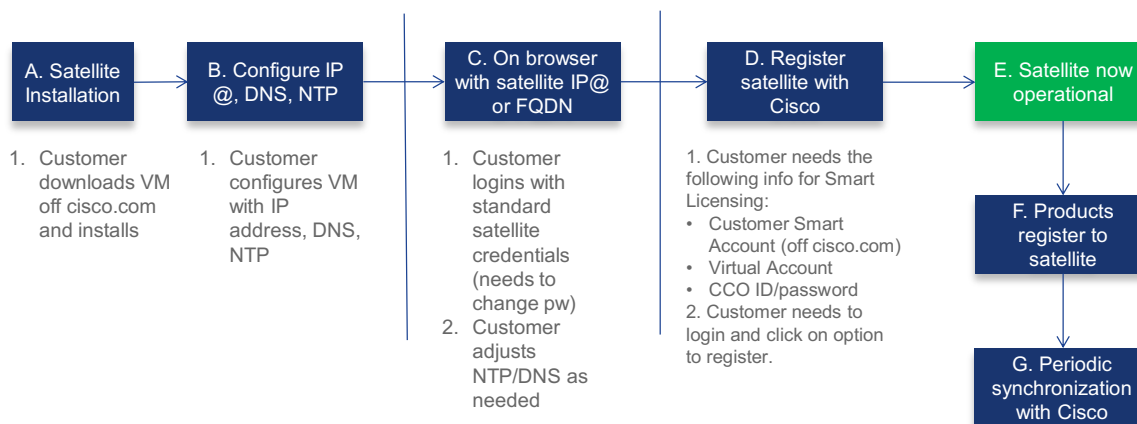 A. Satellite
Installation
B. Configure IP
@, DNS, NTP
C. On browser
with satellite IP@
or FQDN
D. Register
satellite with
Cisco
E. Satellite now
operational
1. Customer
downloads VM
off cisco.com
and installs
1. Customer
configures VM
with IP
address, DNS,
NTP
1. Customer
logins with
standard
satellite
credentials
(needs to
change pw)
2. Customer
adjusts
NTP/DNS as
needed
1. Customer needs the
following info for Smart
Licensing:
• Customer Smart
Account (off cisco.com)
• Virtual Account
• CCO ID/password
2. Customer needs to
login and click on option
to register.
F. Products
register to
satellite
G. Periodic
synchronization
with Cisco